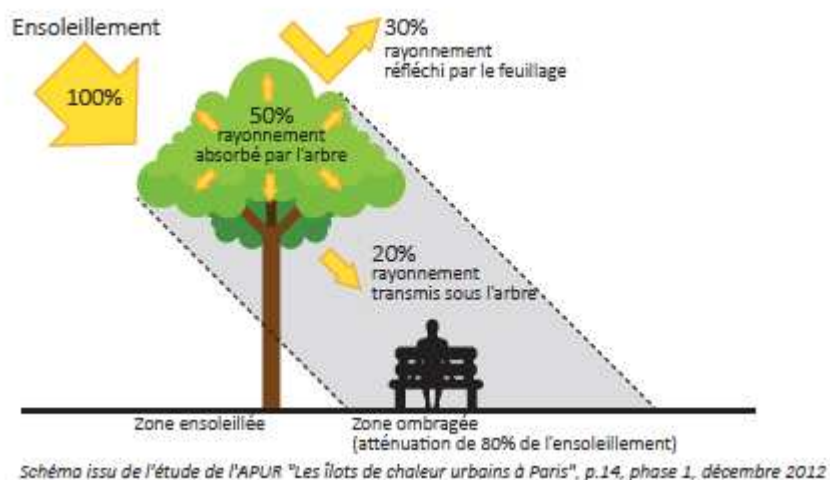 Ensoleillement
100%
30%
rayonnement
réfléchi par le feuillage
50%
rayonnement
absorbé par l'arbre
20%
rayonnement
transmis sous l'arbre
Zone ensoleillée
Zone ombragée
(atténuation de 80% de l'ensoleillement)
Schéma issu de l'étude de l'APUR "Les îlots de chaleur urbains à Paris", p.14, phase 1, décembre 2012